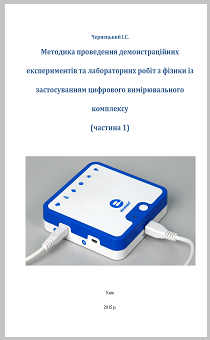 Чернецький І.С.
Методика проведення демонстраційних
експериментів та лабораторних робіт з фізики із
застосуванням цифрового вимірювального
комплексу
(частина 1)
Київ
2015 р.